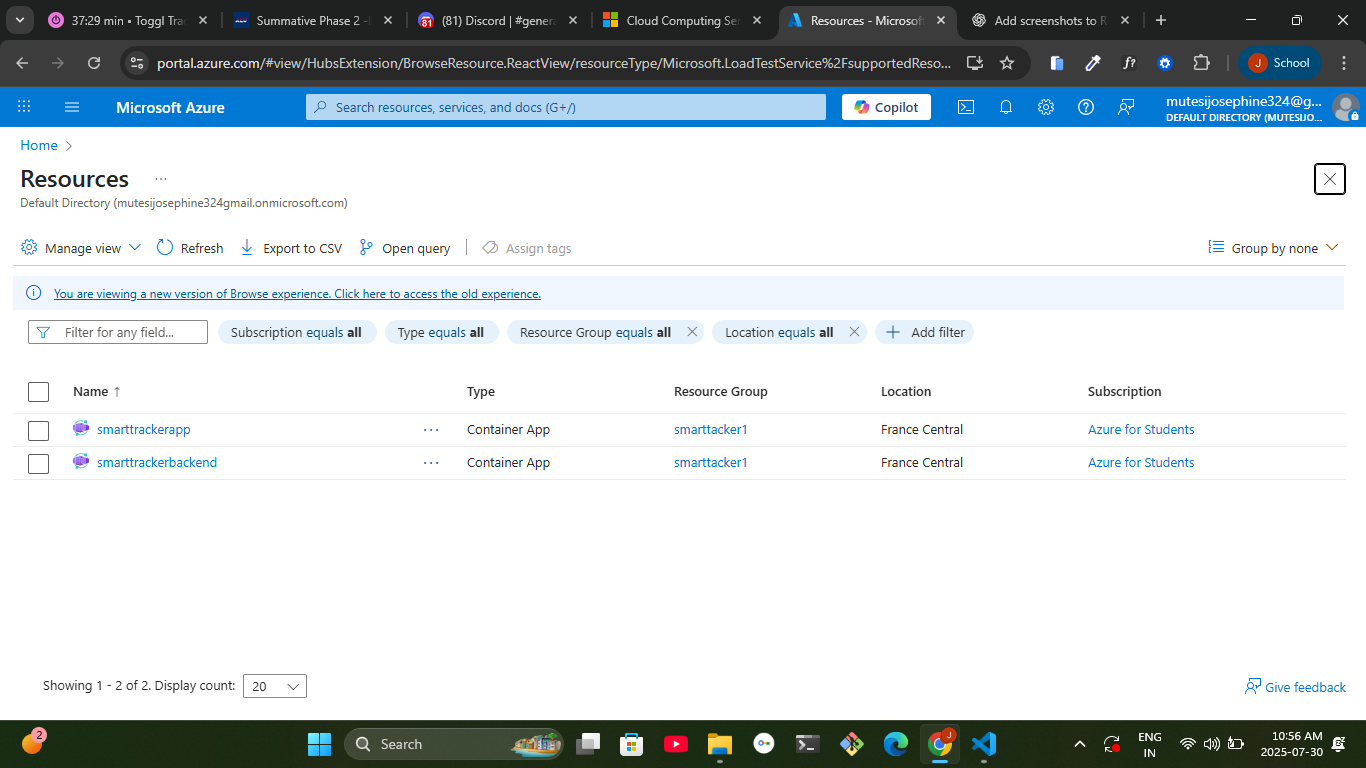 37:29 min • Toggl Tra
Summative Phase 2 -
(81) Discord | #gener
Cloud Computing Ser
Resources - Microsoft
Add screenshots to R
portal.azure.com/#view/HubsExtension/BrowseResource.ReactView/resourceType/Microsoft.LoadTestService%2FsupportedReso...
J School
Microsoft Azure
Search resources, services, and docs (G+/)
Copilot
mutesijosephine324@g...
DEFAULT DIRECTORY (MUTESIJO...
Home
Resources ...
Default Directory (mutesijosephine324gmail.onmicrosoft.com)
Manage view Refresh Export to CSV Open query Assign tags Group by none
You are viewing a new version of Browse experience. Click here to access the old experience.
Filter for any field... Subscription equals all Type equals all Resource Group equals all Location equals all Add filter
Name ↑ Type Resource Group Location Subscription
smarttrackerapp ... Container App smarttacker1 France Central Azure for Students
smarttrackerbackend ... Container App smarttacker1 France Central Azure for Students
Showing 1 - 2 of 2. Display count: 20
Give feedback
2
Search
J
ENG
IN
10:56 AM
2025-07-30